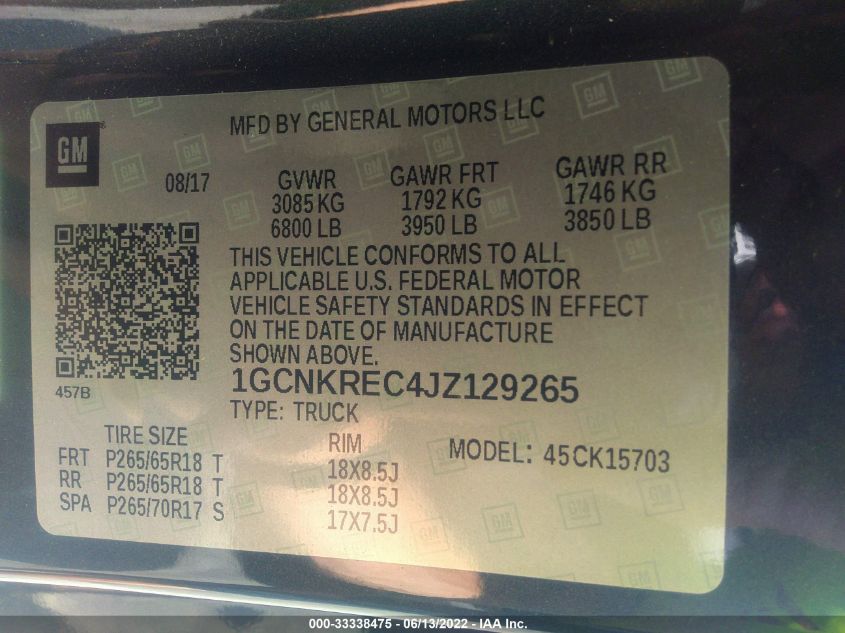 MFD BY GENERAL MOTORS LLC
GM
08/17
GVWR GAWR FRT GAWR RR
3085 KG 1792 KG 1746 KG
6800 LB 3950 LB 3850 LB
THIS VEHICLE CONFORMS TO ALL
APPLICABLE U.S. FEDERAL MOTOR
VEHICLE SAFETY STANDARDS IN EFFECT
ON THE DATE OF MANUFACTURE
SHOWN ABOVE.
457B
1GCNKREC4JZ129265
TYPE: TRUCK
TIRE SIZE RIM MODEL: 45CK15703
FRT P265/65R18 T 18X8.5J
RR P265/65R18 T 18X8.5J
SPA P265/70R17 S 17X7.5J
000-33338475 - 06/13/2022 - IAA Inc.